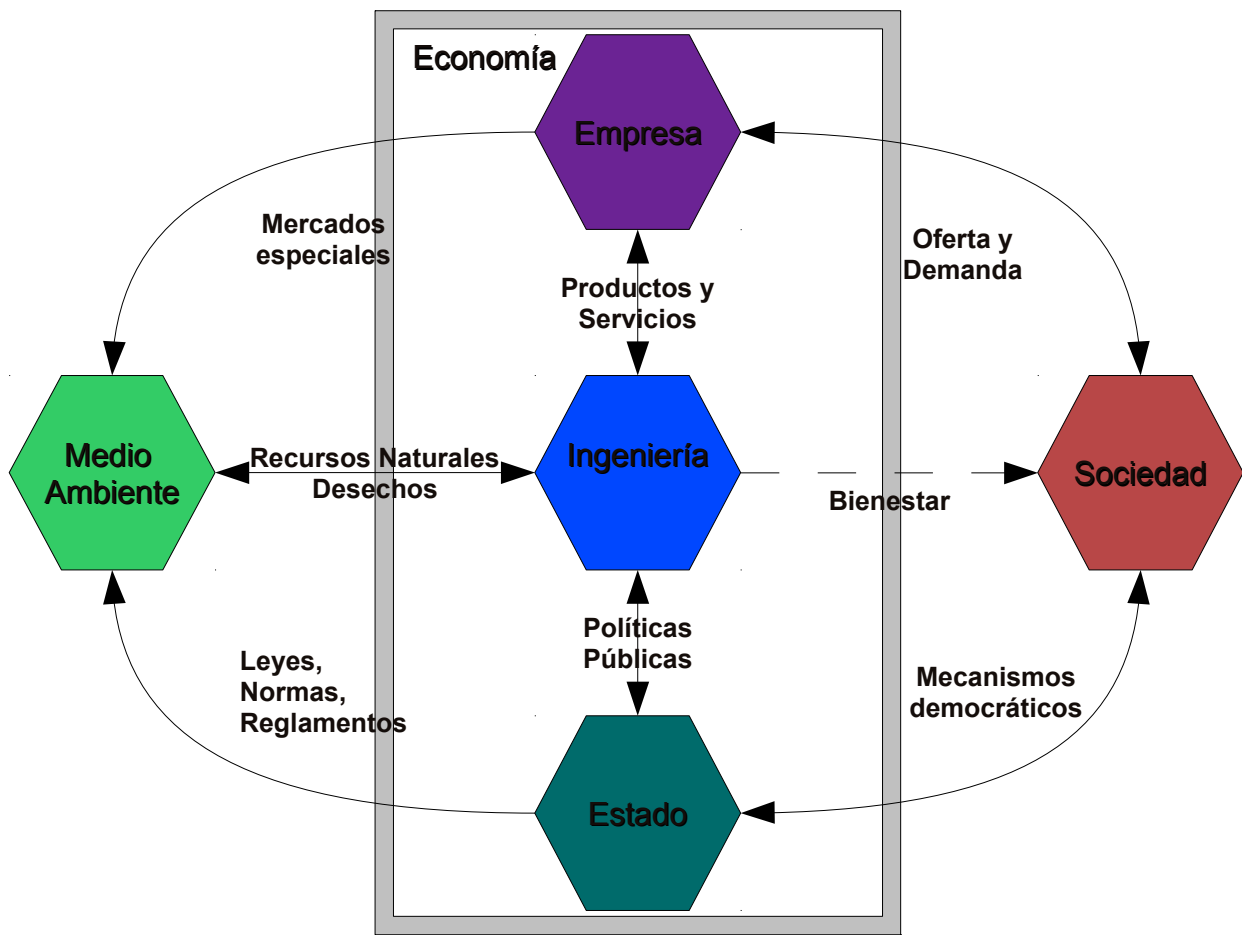 Economía
Empresa
Mercados
especiales
Oferta y
Demanda
Productos y
Servicios
Medio
Ambiente
Recursos Naturales
Desechos
Ingeniería
Bienestar
Sociedad
Políticas
Públicas
Leyes,
Normas,
Reglamentos
Mecanismos
democráticos
Estado